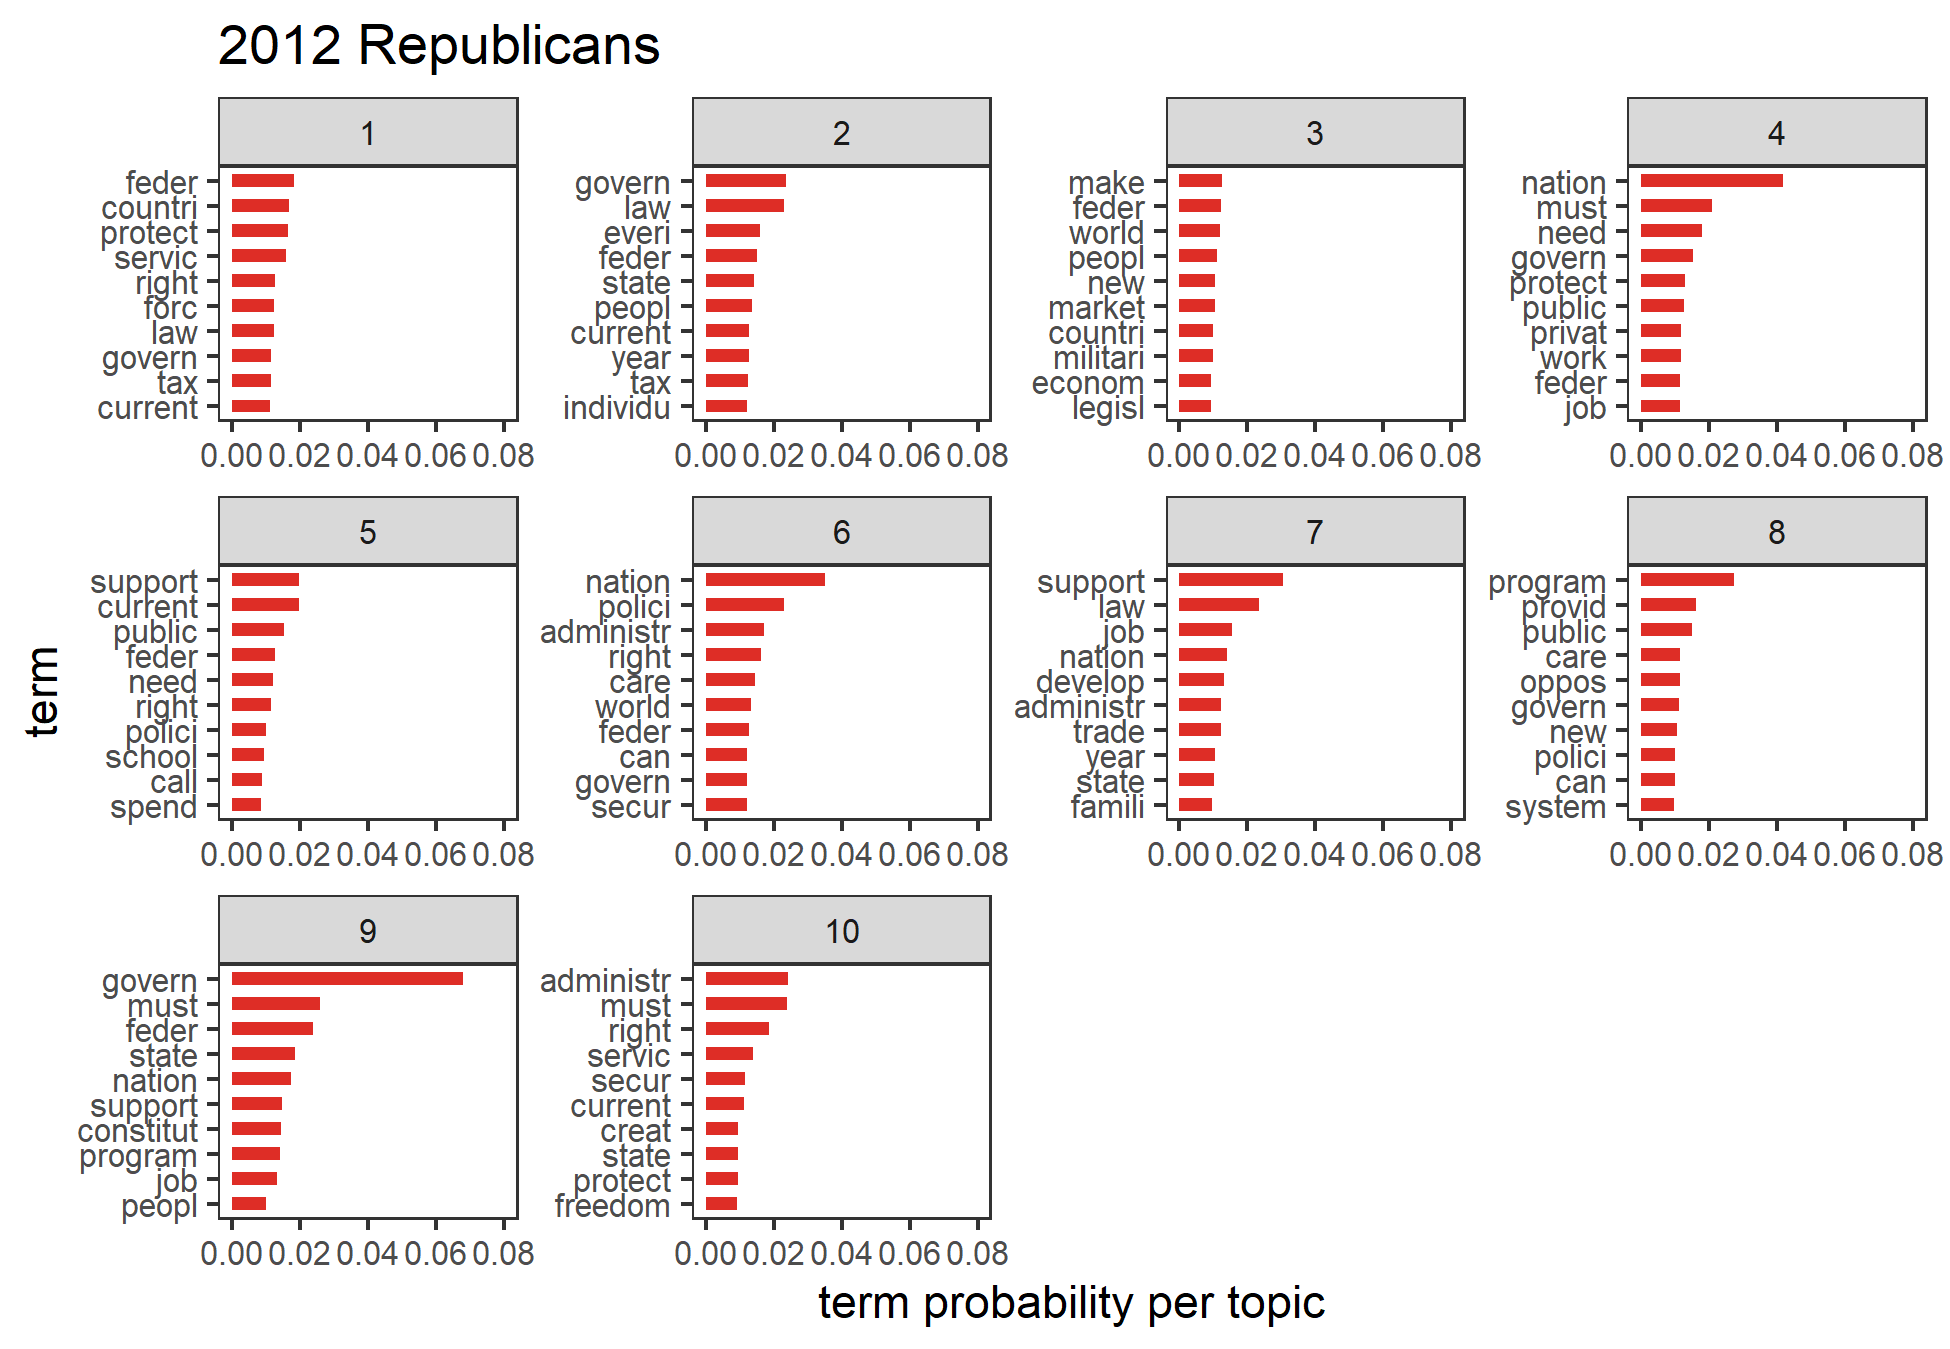 2012 Republicans
1
feder
countri
protect
servic
right
forc
law
govern
tax
current
0.00 0.02 0.04 0.06 0.08
2
govern
law
everi
feder
state
peopl
current
year
tax
individu
0.00 0.02 0.04 0.06 0.08
3
make
feder
world
peopl
new
market
countri
militari
econom
legisl
0.00 0.02 0.04 0.06 0.08
4
nation
must
need
govern
protect
public
privat
work
feder
job
0.00 0.02 0.04 0.06 0.08
5
support
current
public
feder
need
right
polici
school
call
spend
0.00 0.02 0.04 0.06 0.08
6
nation
polici
administr
right
care
world
feder
can
govern
secur
0.00 0.02 0.04 0.06 0.08
7
support
law
job
nation
develop
administr
trade
year
state
famili
0.00 0.02 0.04 0.06 0.08
8
program
provid
public
care
oppos
govern
new
polici
can
system
0.00 0.02 0.04 0.06 0.08
9
govern
must
feder
state
nation
support
constitut
program
job
peopl
0.00 0.02 0.04 0.06 0.08
10
administr
must
right
servic
secur
current
creat
state
protect
freedom
0.00 0.02 0.04 0.06 0.08
term
term probability per topic